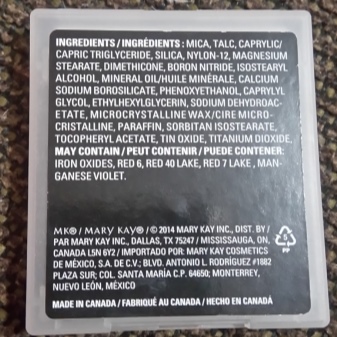 INGREDIENTS / INGRÉDIENTS : MICA, TALC, CAPRYLIC/
CAPRIC TRIGLYCERIDE, SILICA, NYLON-12, MAGNESIUM
STEARATE, DIMETHICONE, BORON NITRIDE, ISOSTEARYL
ALCOHOL, MINERAL OIL/HUILE MINÉRALE, CALCIUM
SODIUM BOROSILICATE, PHENOXYETHANOL, CAPRYLYL
GLYCOL, ETHYLHEXYLGLYCERIN, SODIUM DEHYDROAC-
ETATE, MICROCRYSTALLINE WAX/CIRE MICRO-
CRISTALLINE, PARAFFIN, SORBITAN ISOSTEARATE,
TOCOPHERYL ACETATE, TIN OXIDE, TITANIUM DIOXIDE.
MAY CONTAIN / PEUT CONTENIR / PUEDE CONTENER:
IRON OXIDES, RED 6, RED 40 LAKE, RED 7 LAKE , MAN-
GANESE VIOLET.
MK® / MARY KAY® / © 2014 MARY KAY INC., DIST. BY /
PAR MARY KAY INC., DALLAS, TX 75247 / MISSISSAUGA, ON,
CANADA L5N 6Y2 / IMPORTADO POR: MARY KAY COSMETICS
DE MÉXICO, S.A. DE C.V.; BLVD. ANTONIO L. RODRÍGUEZ #1882
PLAZA SUR; COL. SANTA MARÍA C.P. 64650; MONTERREY,
NUEVO LEÓN, MÉXICO
5
PP
MADE IN CANADA / FABRIQUÉ AU CANADA / HECHO EN CANADÁ